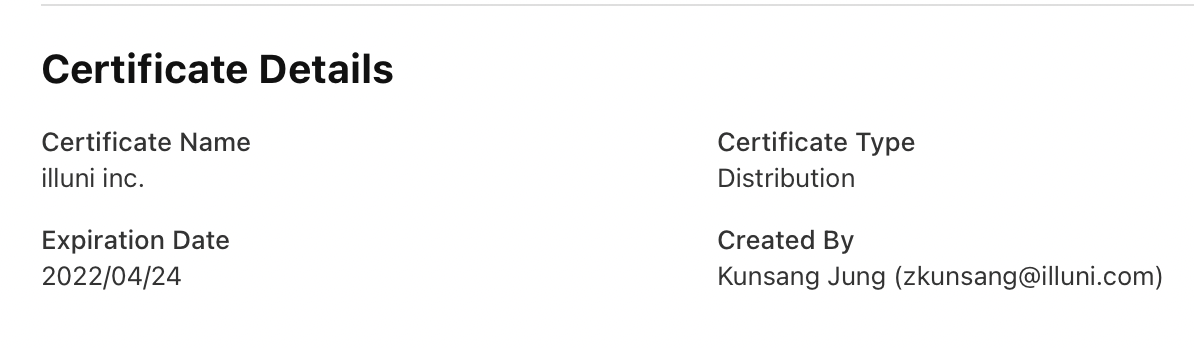 Certificate Details
Certificate Name
illuni inc.
Certificate Type
Distribution
Expiration Date
2022/04/24
Created By
Kunsang Jung (zkunsang@illuni.com)